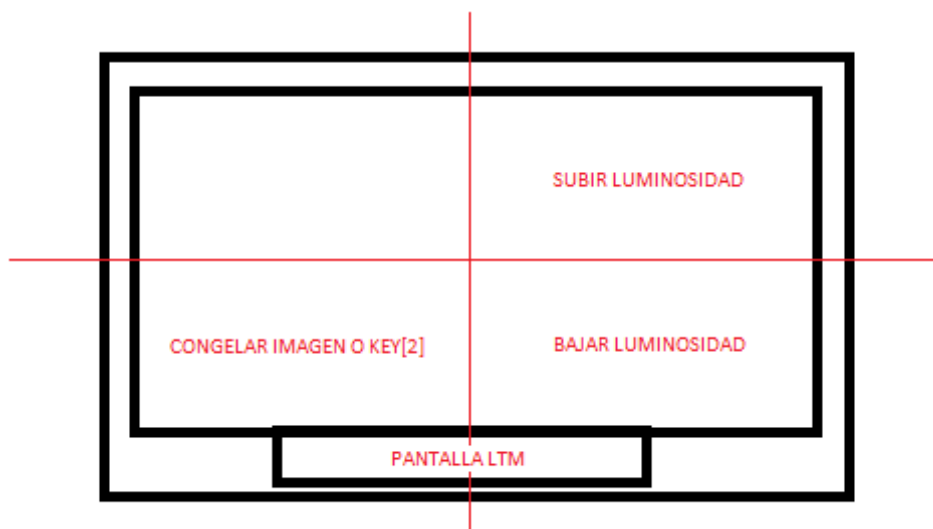 SUBIR LUMINOSIDAD
CONGELAR IMAGEN O KEY[2]
BAJAR LUMINOSIDAD
PANTALLA LTM